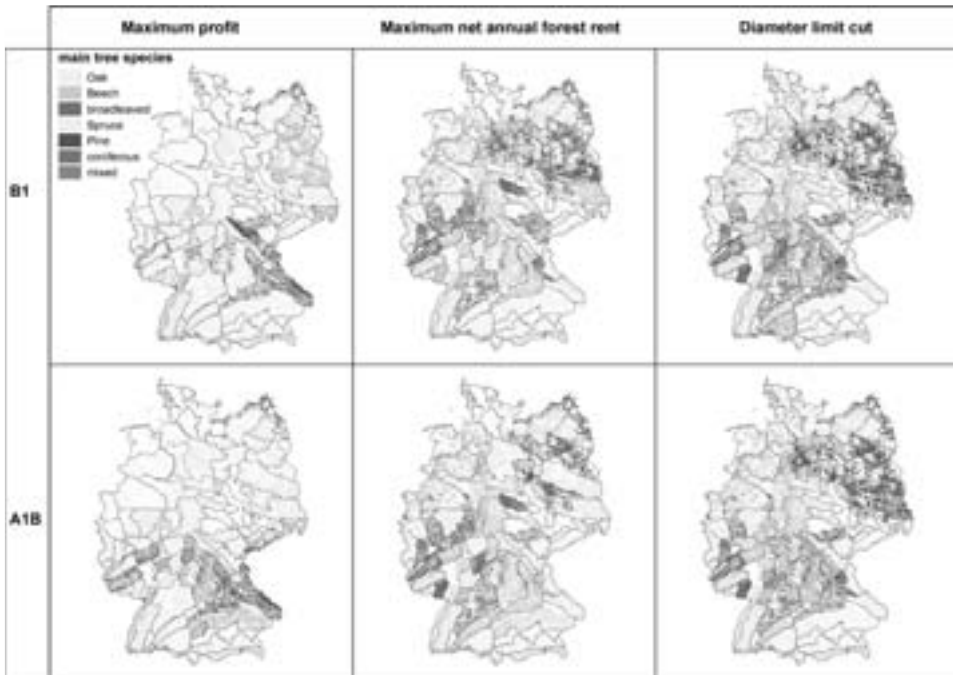 Maximum profit
Maximum net annual forest rent
Diameter limit cut
main tree species
Oak
Beech
broadleaved
Spruce
Pine
coniferous
mixed
B1
A1B